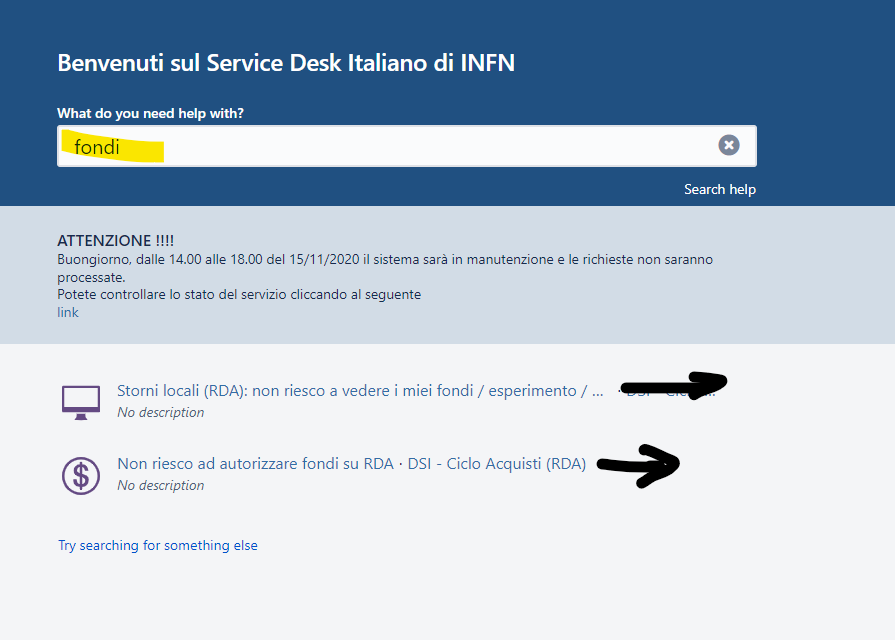 Benvenuti sul Service Desk Italiano di INFN
What do you need help with?
fondi
Search help
ATTENZIONE !!!!
Buongiorno, dalle 14.00 alle 18.00 del 15/11/2020 il sistema sarà in manutenzione e le richieste non saranno
processate.
Potete controllare lo stato del servizio cliccando al seguente
link
Storni locali (RDA): non riesco a vedere i miei fondi / esperimento / ...
No description
Non riesco ad autorizzare fondi su RDA · DSI - Ciclo Acquisti (RDA)
No description
Try searching for something else